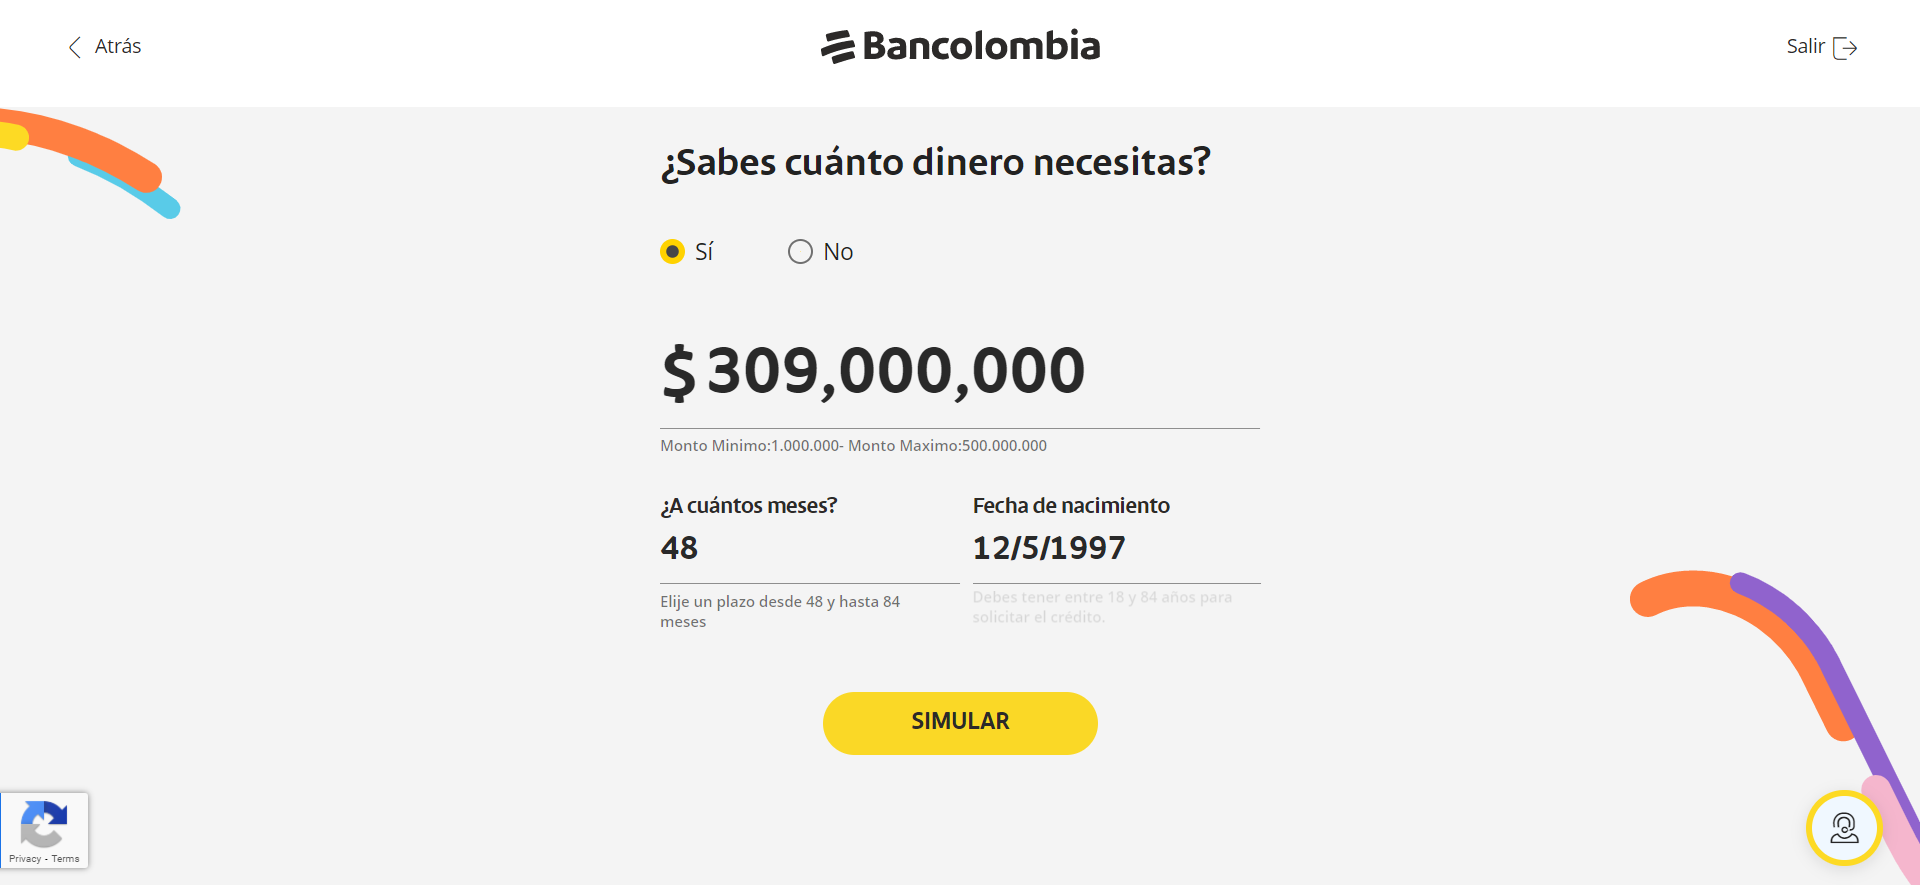 Atrás
Bancolombia
Salir
¿Sabes cuánto dinero necesitas?
Sí
No
$ 309,000,000
Monto Minimo:1.000.000- Monto Maximo:500.000.000
¿A cuántos meses?
48
Elije un plazo desde 48 y hasta 84
meses
Fecha de nacimiento
12/5/1997
Debes tener entre 18 y 84 años para
solicitar el crédito.
SIMULAR
Privacy - Terms